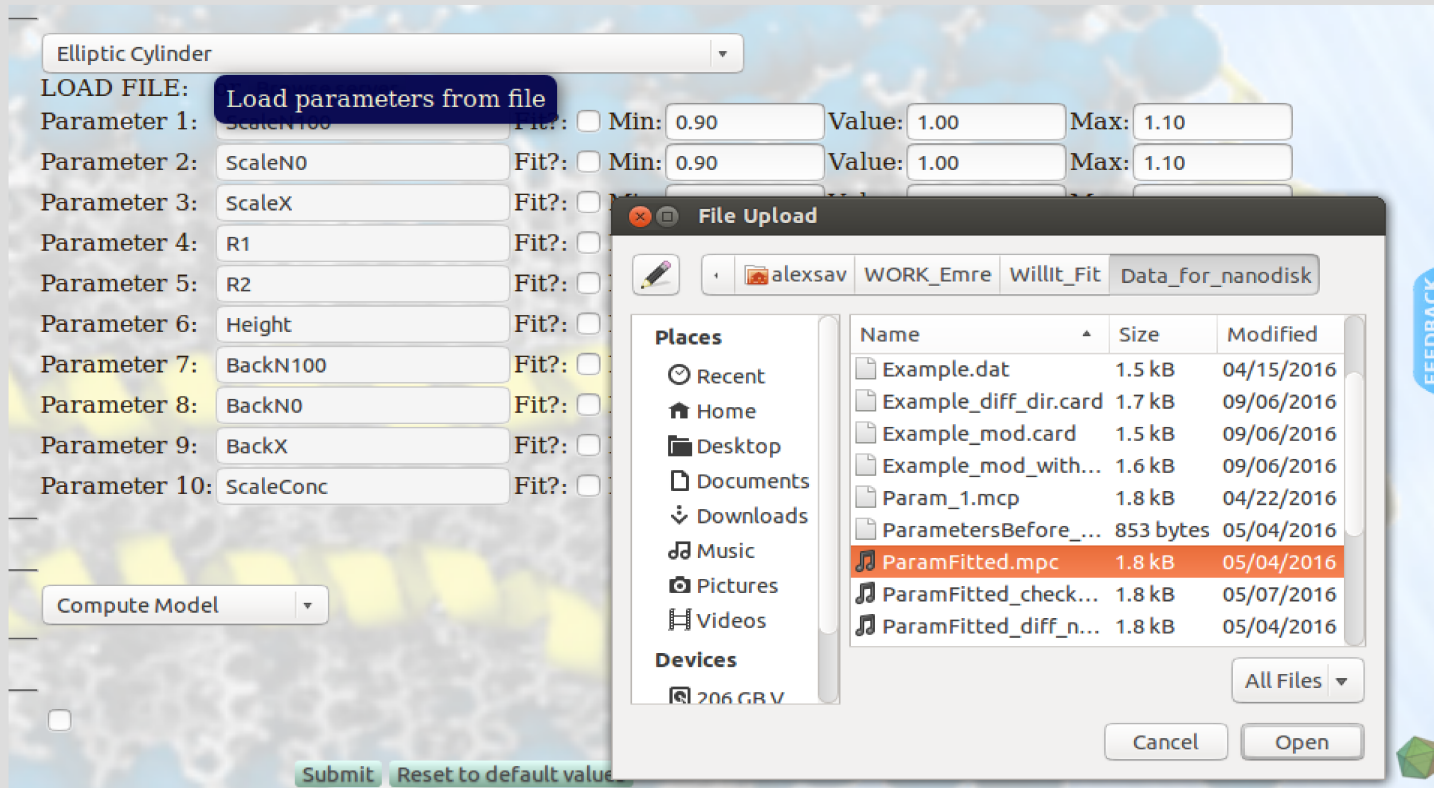 Elliptic Cylinder
LOAD FILE:
Load parameters from file
Parameter 1: ScaleN100 Fit?: Min: 0.90 Value: 1.00 Max: 1.10
Parameter 2: ScaleN0 Fit?: Min: 0.90 Value: 1.00 Max: 1.10
Parameter 3: ScaleX Fit?:
Parameter 4: R1 Fit?:
Parameter 5: R2 Fit?:
Parameter 6: Height Fit?:
Parameter 7: BackN100 Fit?:
Parameter 8: BackN0 Fit?:
Parameter 9: BackX Fit?:
Parameter 10: ScaleConc Fit?:
Compute Model
Submit Reset to default values
File Upload
alexsav WORK_Emre WillIt_Fit Data_for_nanodisk
Places
Recent
Home
Desktop
Documents
Downloads
Music
Pictures
Videos
Devices
206 GB V
Name Size Modified
Example.dat 1.5 kB 04/15/2016
Example_diff_dir.card 1.7 kB 09/06/2016
Example_mod.card 1.5 kB 09/06/2016
Example_mod_with... 1.6 kB 09/06/2016
Param_1.mcp 1.8 kB 04/22/2016
ParametersBefore_... 853 bytes 05/04/2016
ParamFitted.mpc 1.8 kB 05/04/2016
ParamFitted_check... 1.8 kB 05/07/2016
ParamFitted_diff_n... 1.8 kB 05/04/2016
All Files
Cancel Open
FEEDBACK